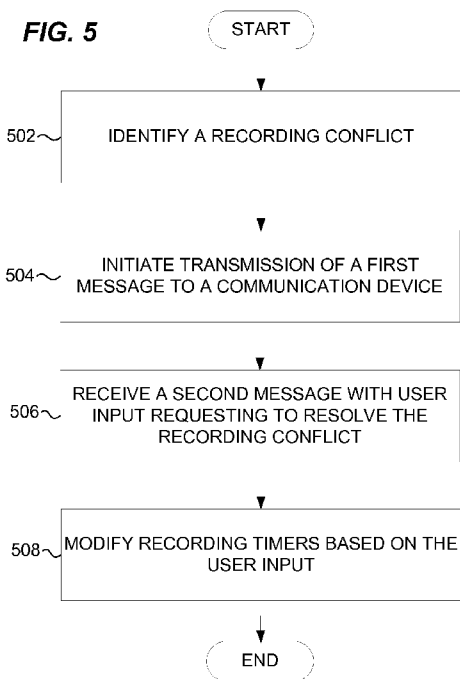 FIG. 5
START
502
IDENTIFY A RECORDING CONFLICT
504
INITIATE TRANSMISSION OF A FIRST
MESSAGE TO A COMMUNICATION DEVICE
506
RECEIVE A SECOND MESSAGE WITH USER
INPUT REQUESTING TO RESOLVE THE
RECORDING CONFLICT
508
MODIFY RECORDING TIMERS BASED ON THE
USER INPUT
END